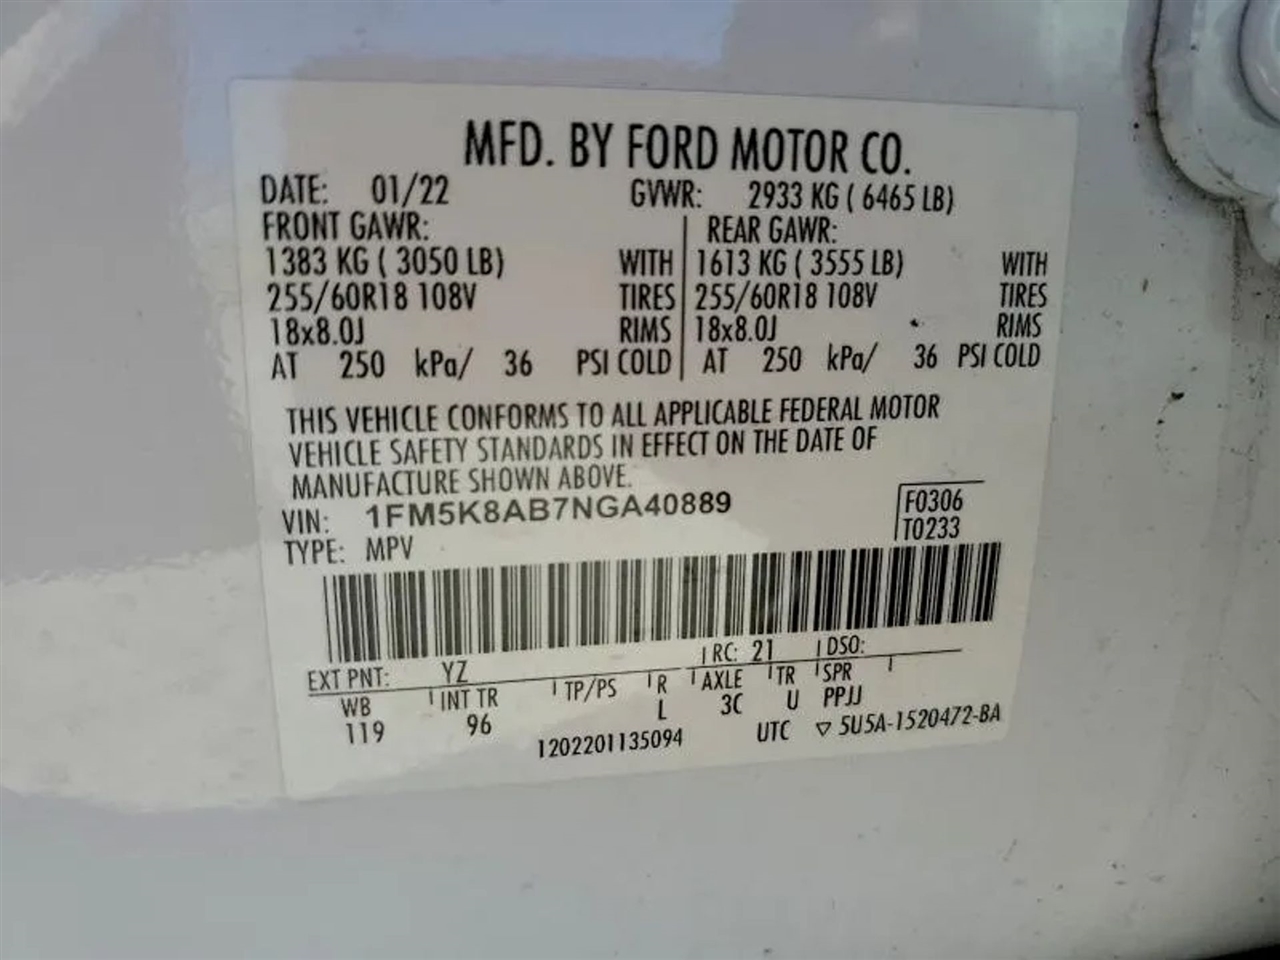 MFD. BY FORD MOTOR CO.
DATE: 01/22 GVWR: 2933 KG ( 6465 LB)
FRONT GAWR: REAR GAWR:
1383 KG ( 3050 LB) WITH 1613 KG ( 3555 LB) WITH
255/60R18 108V TIRES 255/60R18 108V TIRES
18x8.0J RIMS 18x8.0J RIMS
AT 250 kPa/ 36 PSI COLD AT 250 kPa/ 36 PSI COLD
THIS VEHICLE CONFORMS TO ALL APPLICABLE FEDERAL MOTOR
VEHICLE SAFETY STANDARDS IN EFFECT ON THE DATE OF
MANUFACTURE SHOWN ABOVE.
VIN: 1FM5K8AB7NGA40889 F0306
TYPE: MPV T0233
EXT PNT: YZ RC: 21 DSO:
WB INT TR TP/PS R AXLE TR SPR
119 96 L 3C U PPJJ
1202201135094 UTC ▽ 5U5A-1520472-BA